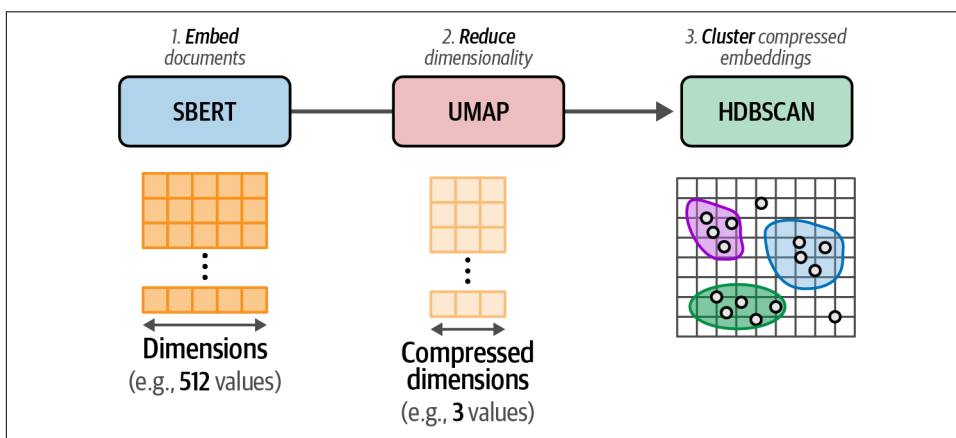 1. Embed
documents
2. Reduce
dimensionality
3. Cluster compressed
embeddings
SBERT
UMAP
HDBSCAN
Dimensions
(e.g., 512 values)
Compressed
dimensions
(e.g., 3 values)